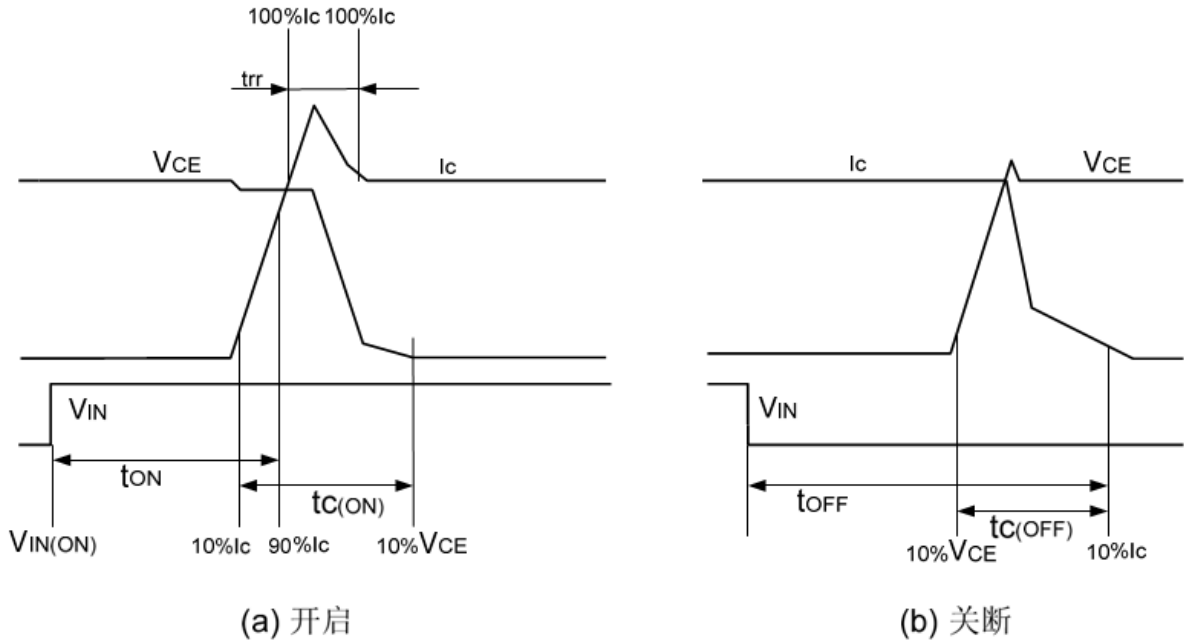 100%Ic 100%Ic
trr
VCE
Ic
VIN
tON
tC(ON)
VIN(ON)
10%Ic
90%Ic
10%VCE
(a) 开启
Ic
VCE
VIN
tOFF
tC(OFF)
10%VCE
10%Ic
(b) 关断